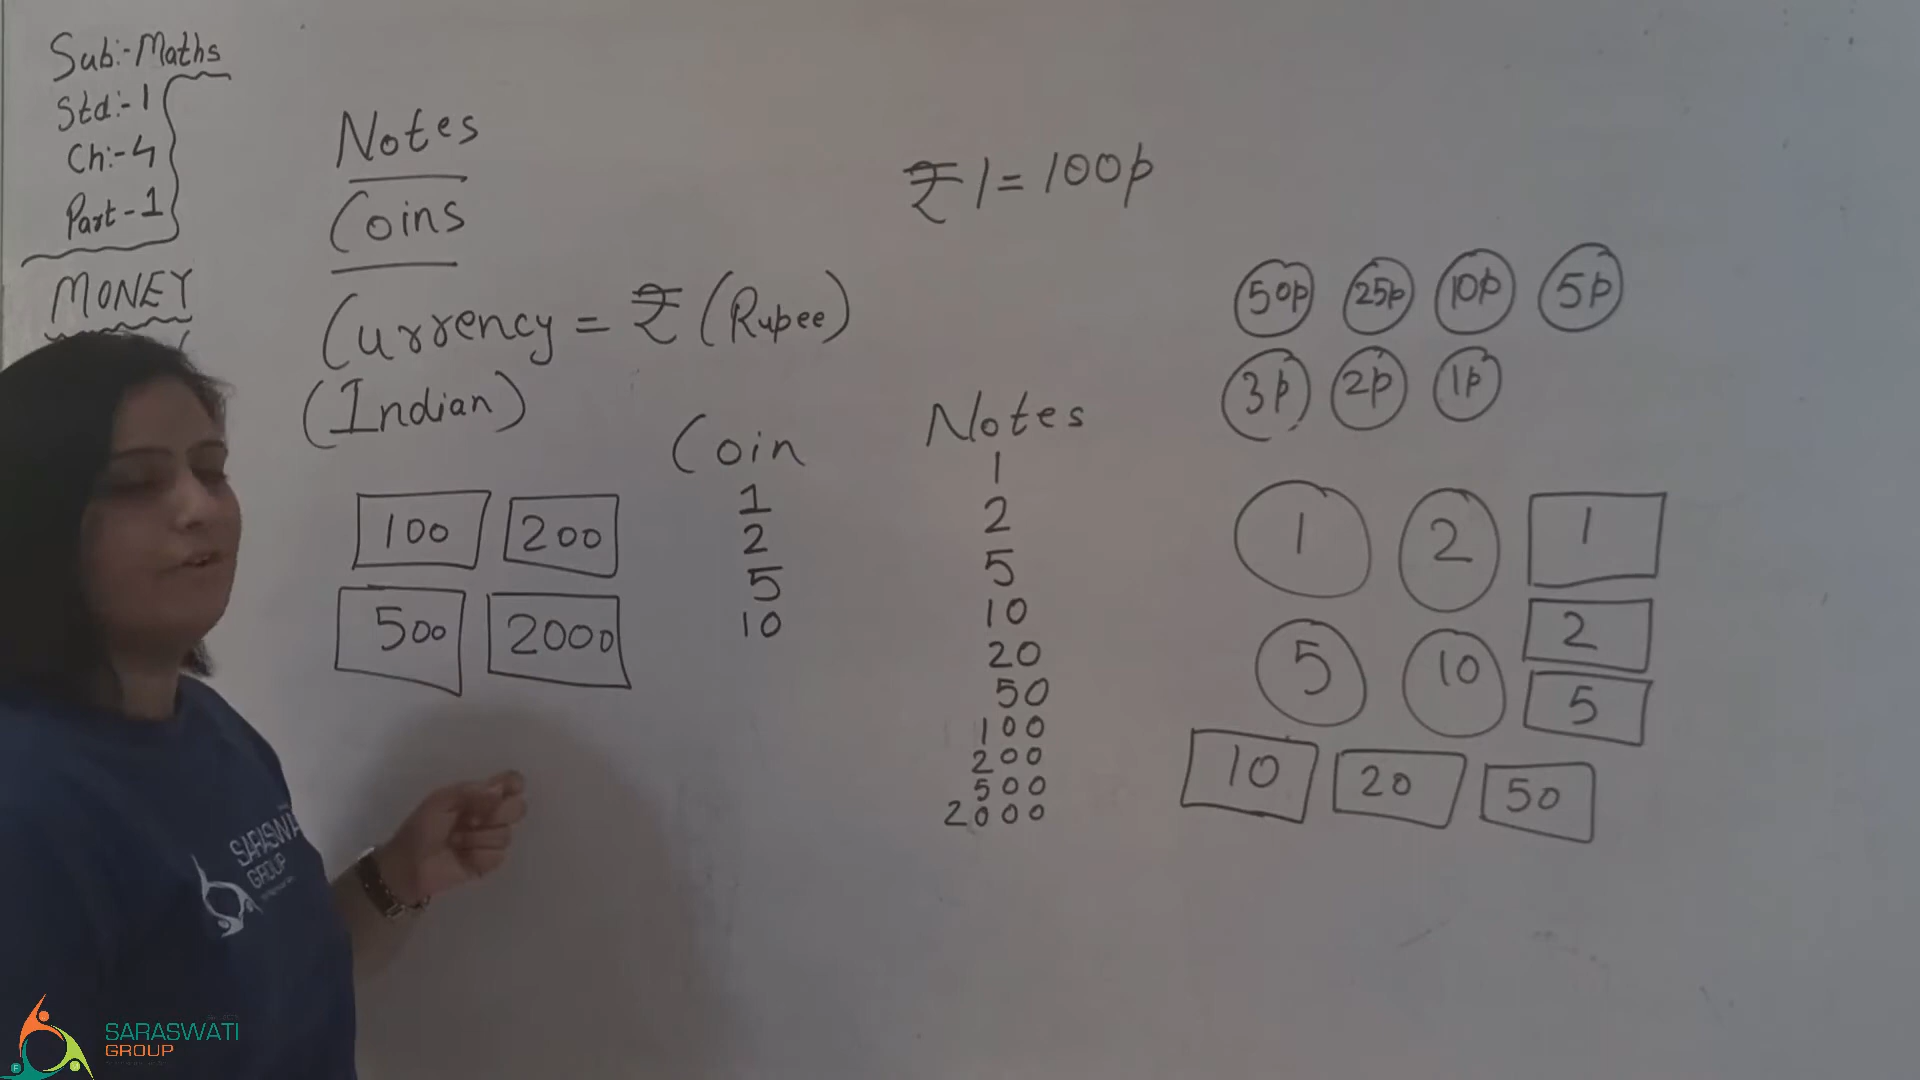 Sub:- Maths
Std:- 1
Ch:- 4
Part - 1
MONEY
Notes
Coins
Currency = ₹ (Rupee)
(Indian)
100 200
500 2000
Coin
1
2
5
10
Notes
1
2
5
10
20
50
100
200
500
2000
₹ 1 = 100p
50p 25p 10p 5p
3p 2p 1p
1 2 1
2
5 10 5
10 20 50
SARASWATI
GROUP
SARASWATI
GROUP